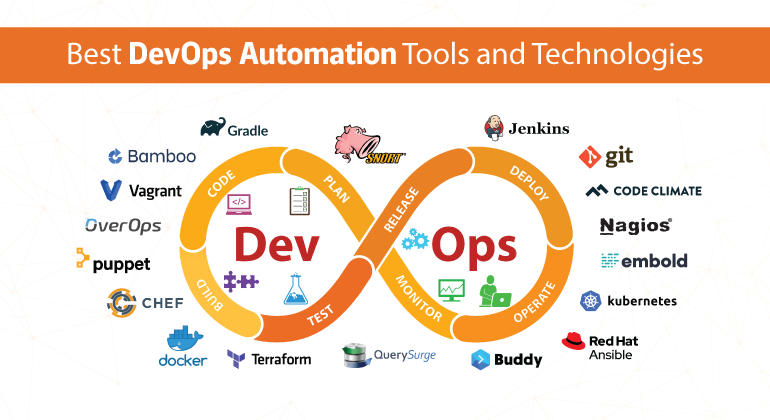 Best DevOps Automation Tools and Technologies
Gradle
SNORT™
Jenkins
Bamboo
git
Vagrant
CODE CLIMATE
OverOps
Nagios®
puppet
embold
CHEF
kubernetes
docker
Terraform
QuerySurge
Buddy
Red Hat
Ansible
CODE
PLAN
RELEASE
DEPLOY
Dev
Ops
BUILD
TEST
MONITOR
OPERATE